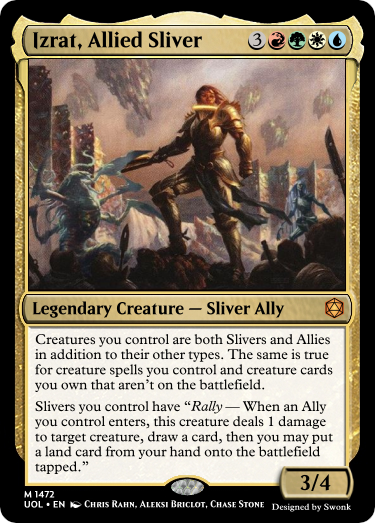 Izrat, Allied Sliver 3
Legendary Creature — Sliver Ally
Creatures you control are both Slivers and Allies
in addition to their other types. The same is true
for creature spells you control and creature cards
you own that aren't on the battlefield.
Slivers you control have “Rally — When an Ally
you control enters, this creature deals 1 damage
to target creature, draw a card, then you may put
a land card from your hand onto the battlefield
tapped.”
3/4
M 1472
UOL • EN Chris Rahn, Aleksi Briclot, Chase Stone
Designed by Swonk